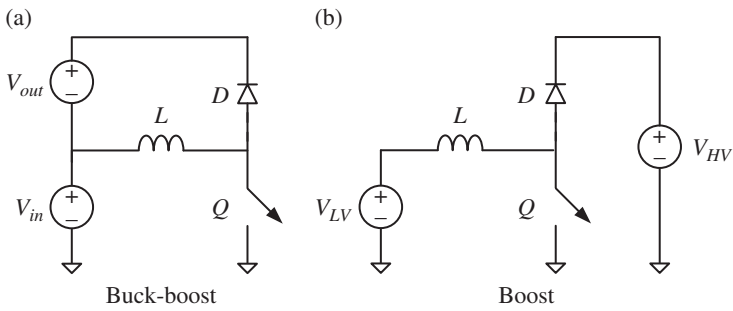 (a)
V_out
+
−
D
L
V_in
+
−
Q
Buck-boost
(b)
D
L
V_HV
+
−
V_LV
+
−
Q
Boost